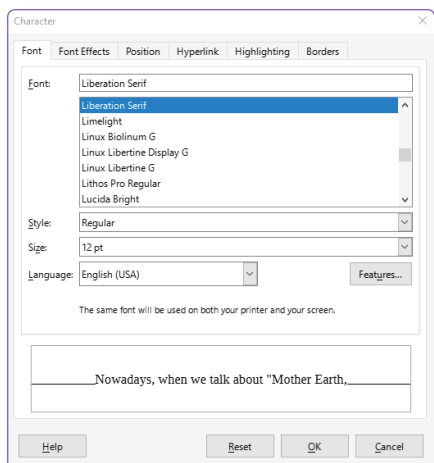 Character
Font Font Effects Position Hyperlink Highlighting Borders
Font: Liberation Serif
Liberation Serif
Limelight
Linux Biolinum G
Linux Libertine Display G
Linux Libertine G
Lithos Pro Regular
Lucida Bright
Style: Regular
Size: 12 pt
Language: English (USA) Features...
The same font will be used on both your printer and your screen.
Nowadays, when we talk about "Mother Earth,
Help Reset OK Cancel